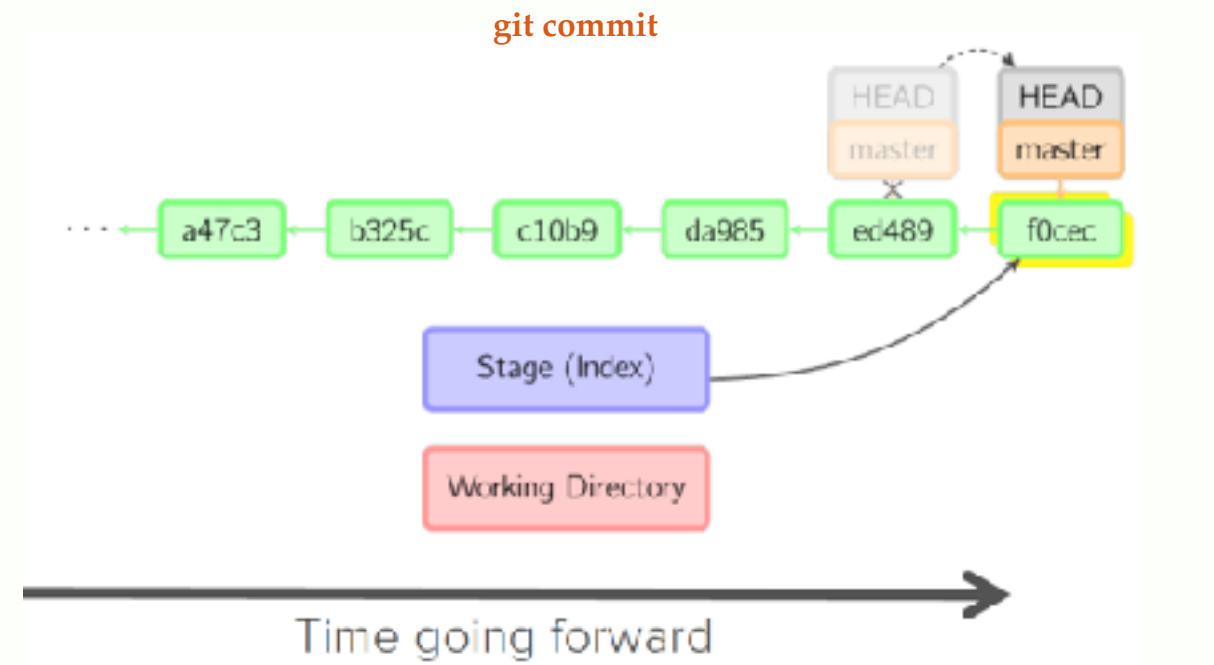 git commit
HEAD HEAD
master master
... a47c3 b325c c10b9 da985 ed489 f0cec
Stage (Index)
Working Directory
Time going forward